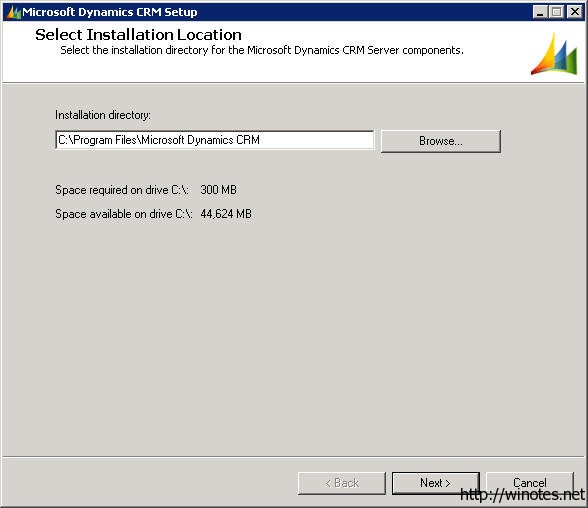 Microsoft Dynamics CRM Setup
Select Installation Location
Select the installation directory for the Microsoft Dynamics CRM Server components.
Installation directory:
C:\Program Files\Microsoft Dynamics CRM
Browse...
Space required on drive C:\: 300 MB
Space available on drive C:\: 44,624 MB
< Back
Next >
Cancel
http://winotes.net